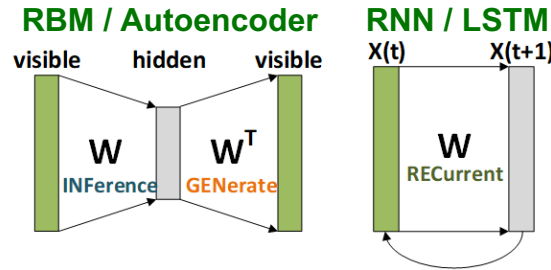 RBM / Autoencoder
visible hidden visible
W
W^T
INFerence
GENerate
RNN / LSTM
X(t) X(t+1)
W
RECurrent